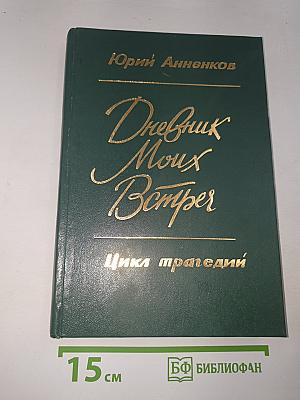 Юрий Анненков
Дневник
Моих
Встреч
Цикл трагедий
15 см
БФ БИБЛИОФАН